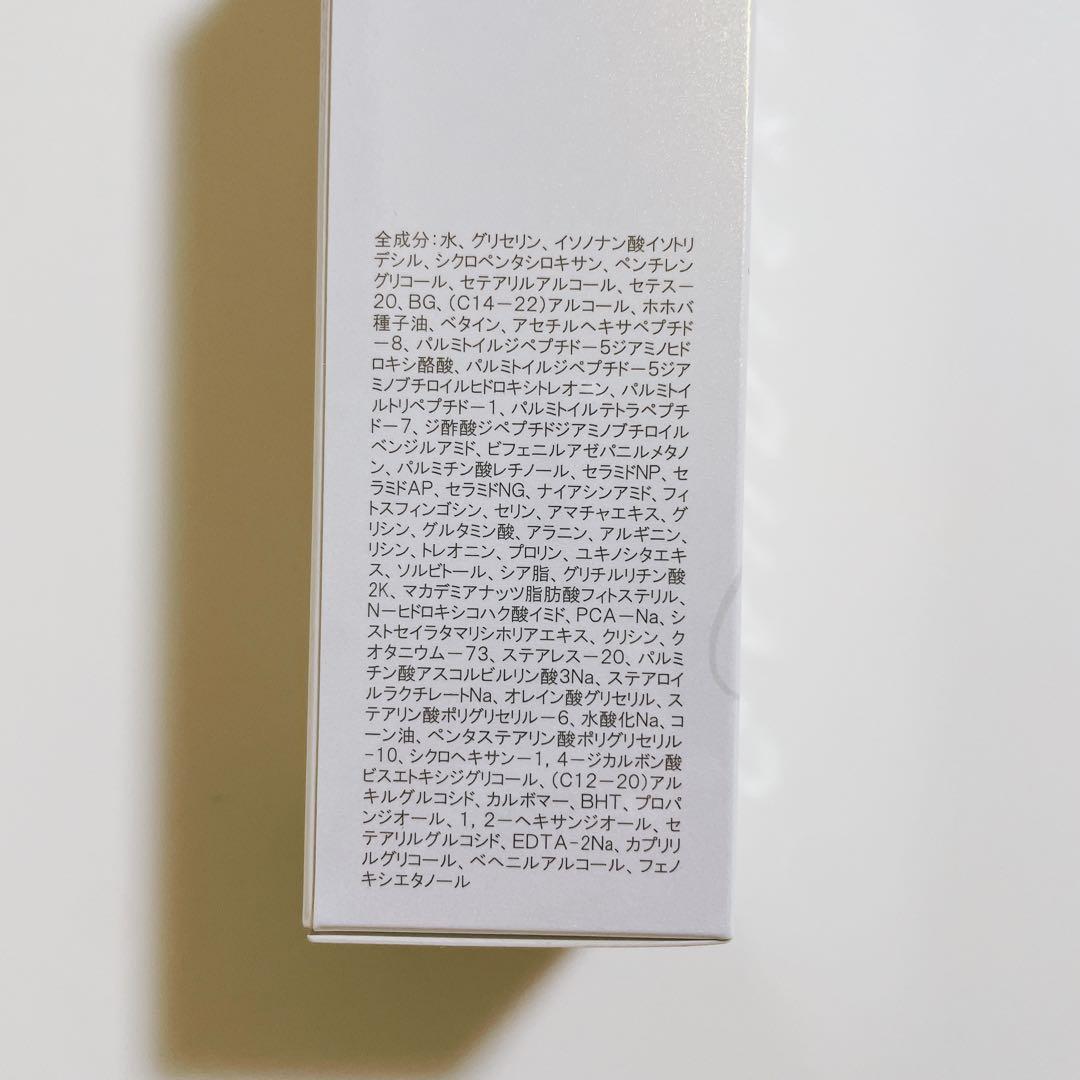 全成分:水、グリセリン、イソノナン酸イソトリ
デシル、シクロペンタシロキサン、ペンチレン
グリコール、セテアリルアルコール、セテスー
20、BG、(C14-22)アルコール、ホホバ
種子油、ベタイン、アセチルヘキサペプチド
-8、パルミトイルジペプチド-5ジアミノヒド
ロキシ酪酸、パルミトイルジペプチド-5ジア
ミノブチロイルヒドロキシトレオニン、パルミトイ
ルトリペプチド-1、パルミトイルテトラペプチ
ド-7、ジ酢酸ジペプチドジアミノブチロイル
ベンジルアミド、ビフェニルアゼパニルメタノ
ン、パルミチン酸レチノール、セラミドNP、セ
ラミドAP、セラミドNG、ナイアシンアミド、フィ
トスフィンゴシン、セリン、アマチャエキス、グ
リシン、グルタミン酸、アラニン、アルギニン、
リシン、トレオニン、プロリン、ユキノシタエキ
ス、ソルビトール、シア脂、グリチルリチン酸
2K、マカデミアナッツ脂肪酸フィトステリル、
N-ヒドロキシコハク酸イミド、PCA-Na、シ
ストセイラタマリシホリアエキス、クリシン、ク
オタニウム-73、ステアレス-20、パルミ
チン酸アスコルビルリン酸3Na、ステアロイ
ルラクチレートNa、オレイン酸グリセリル、ス
テアリン酸ポリグリセリル-6、水酸化Na、コ
ーン油、ペンタステアリン酸ポリグリセリル
-10、シクロヘキサン-1, 4-ジカルボン酸
ビスエトキシジグリコール、(C12-20)アル
キルグルコシド、カルボマー、BHT、プロパ
ンジオール、1, 2-ヘキサンジオール、セ
テアリルグルコシド、EDTA-2Na、カプリリ
ルグリコール、ベヘニルアルコール、フェノ
キシエタノール